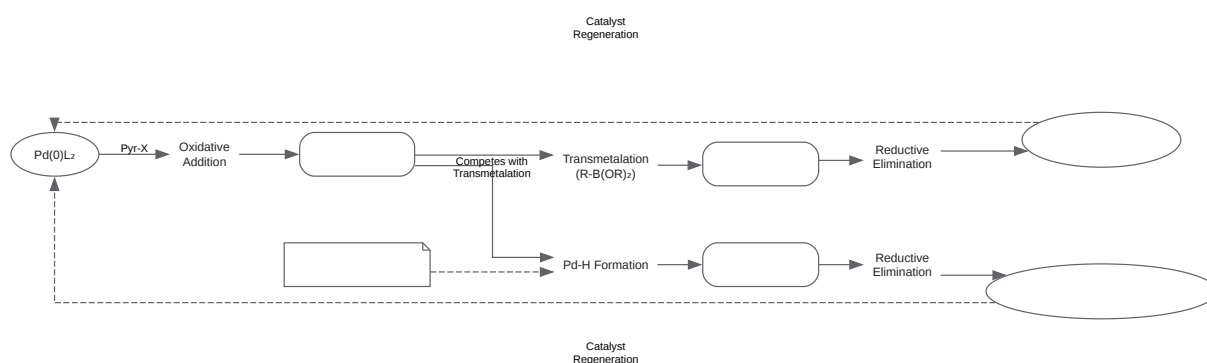 Catalyst
Regeneration
Pd(0)L₂
Pyr-X
Oxidative
Addition
Competes with
Transmetalation
Transmetalation
(R-B(OR)₂)
Reductive
Elimination
Pd-H Formation
Reductive
Elimination
Catalyst
Regeneration